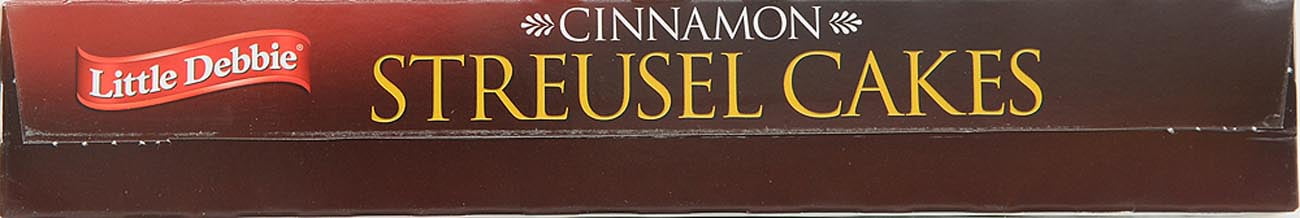 CINNAMON
Little Debbie®
STREUSEL CAKES